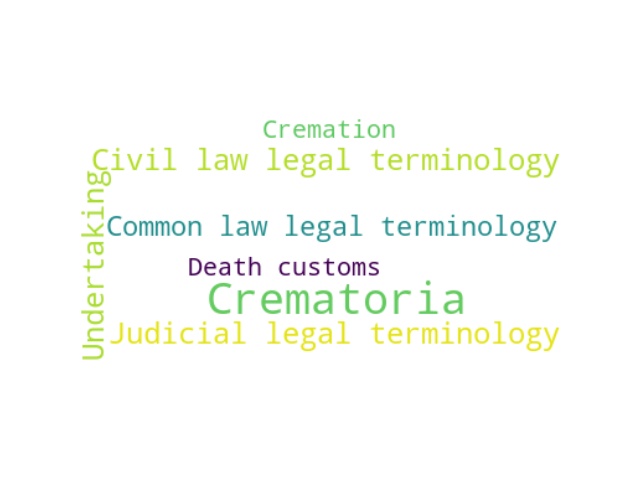 Cremation
Civil law legal terminology
Undertaking
Common law legal terminology
Death customs
Crematoria
Judicial legal terminology